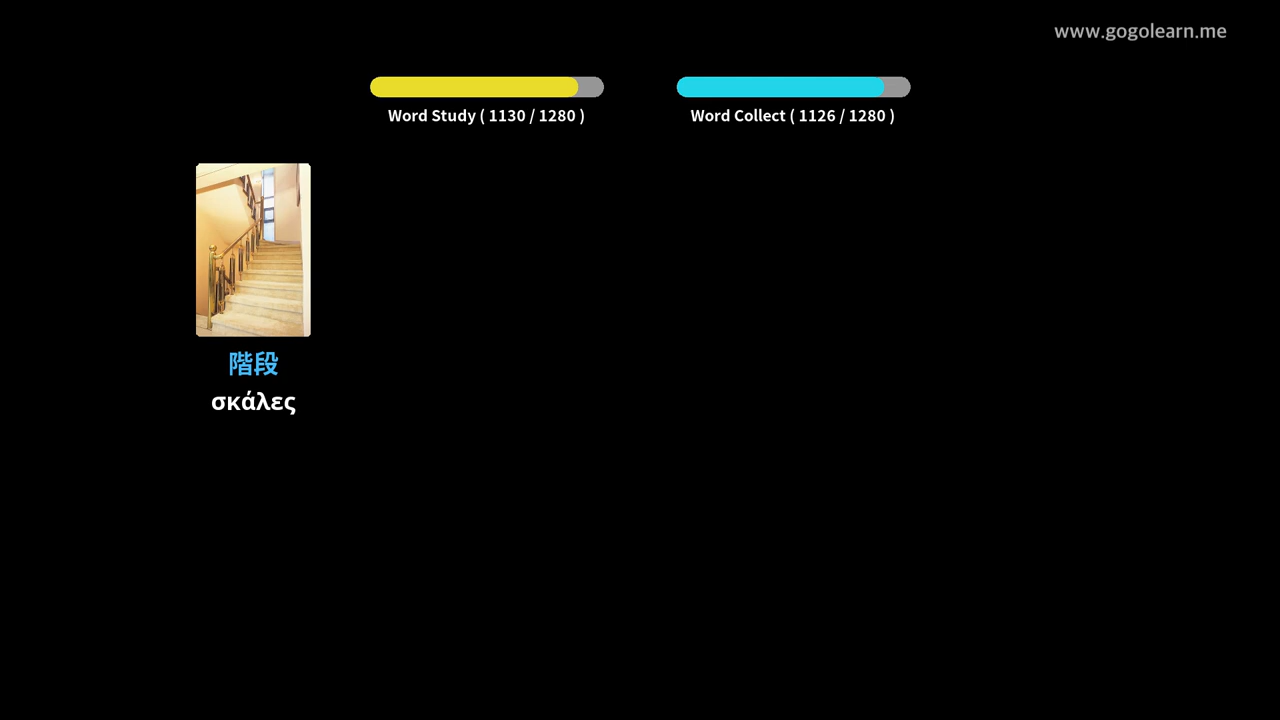 www.gogolearn.me
Word Study ( 1130 / 1280 )
Word Collect ( 1126 / 1280 )
階段
σκάλες